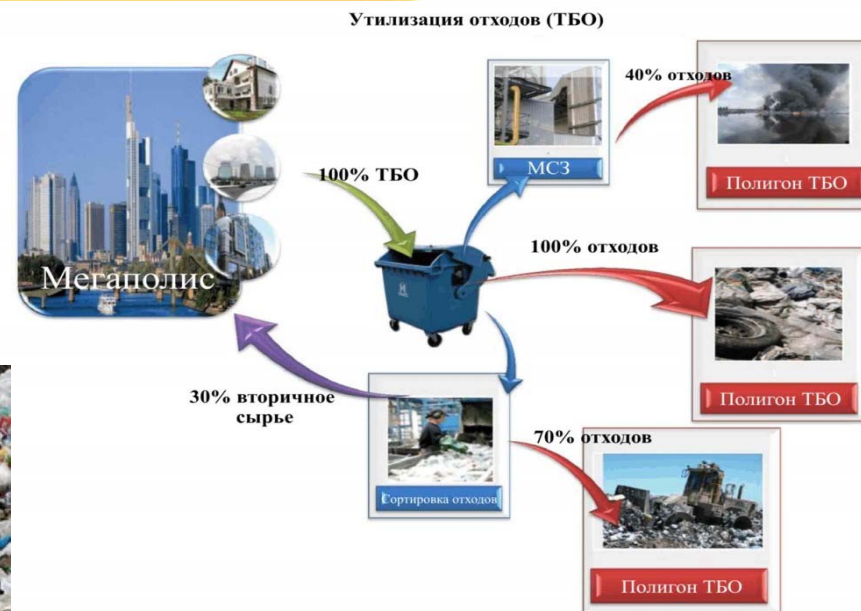 Утилизация отходов (ТБО)
40% отходов
МСЗ
Полигон ТБО
100% ТБО
100% отходов
Мегаполис
Полигон ТБО
30% вторичное
сырье
70% отходов
Сортировка отходов
Полигон ТБО